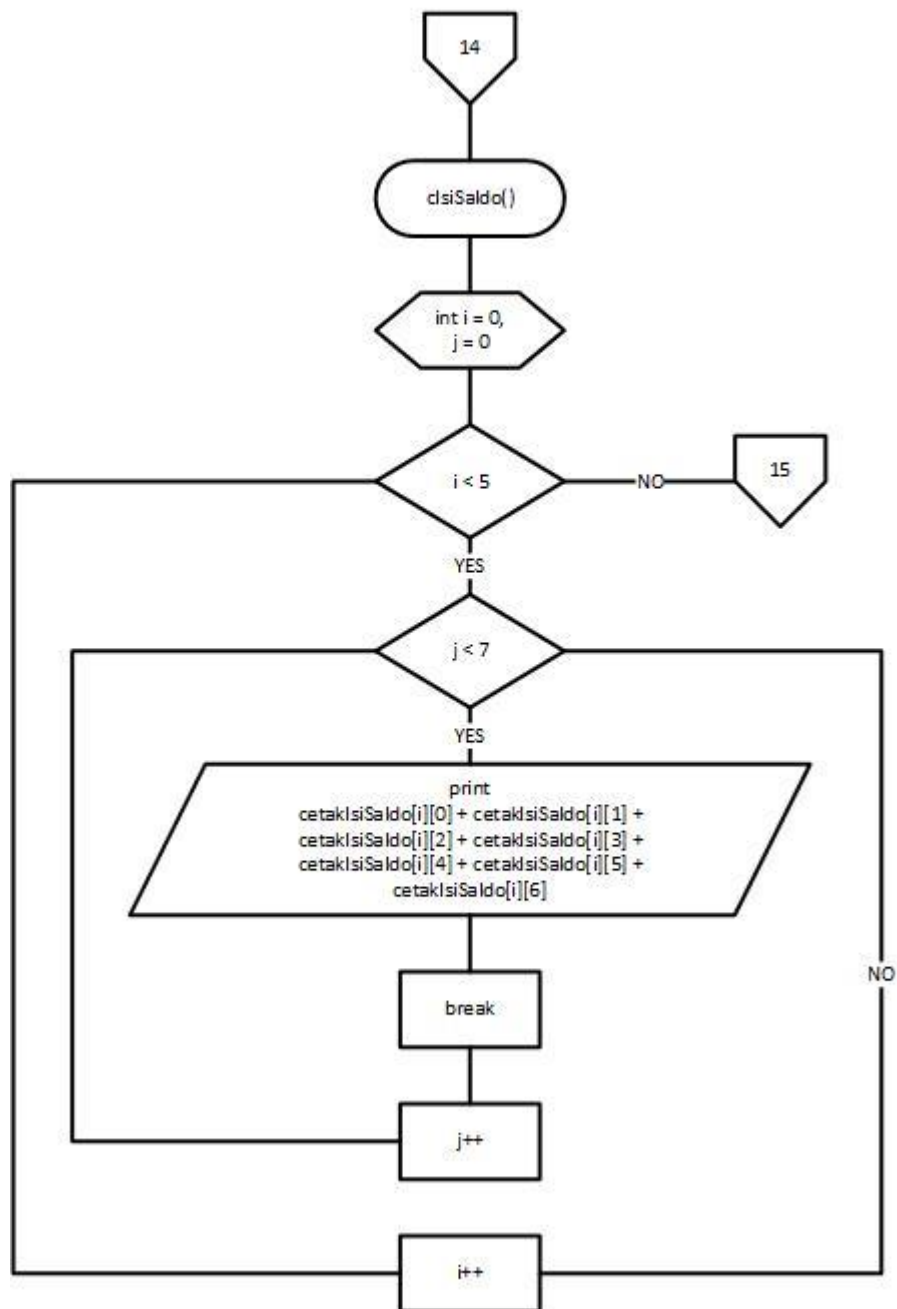 14
cIsiSaldo()
int i = 0,
j = 0
i < 5
NO
15
YES
j < 7
YES
print
cetakIsiSaldo[i][0] + cetakIsiSaldo[i][1] +
cetakIsiSaldo[i][2] + cetakIsiSaldo[i][3] +
cetakIsiSaldo[i][4] + cetakIsiSaldo[i][5] +
cetakIsiSaldo[i][6]
NO
break
j++
i++